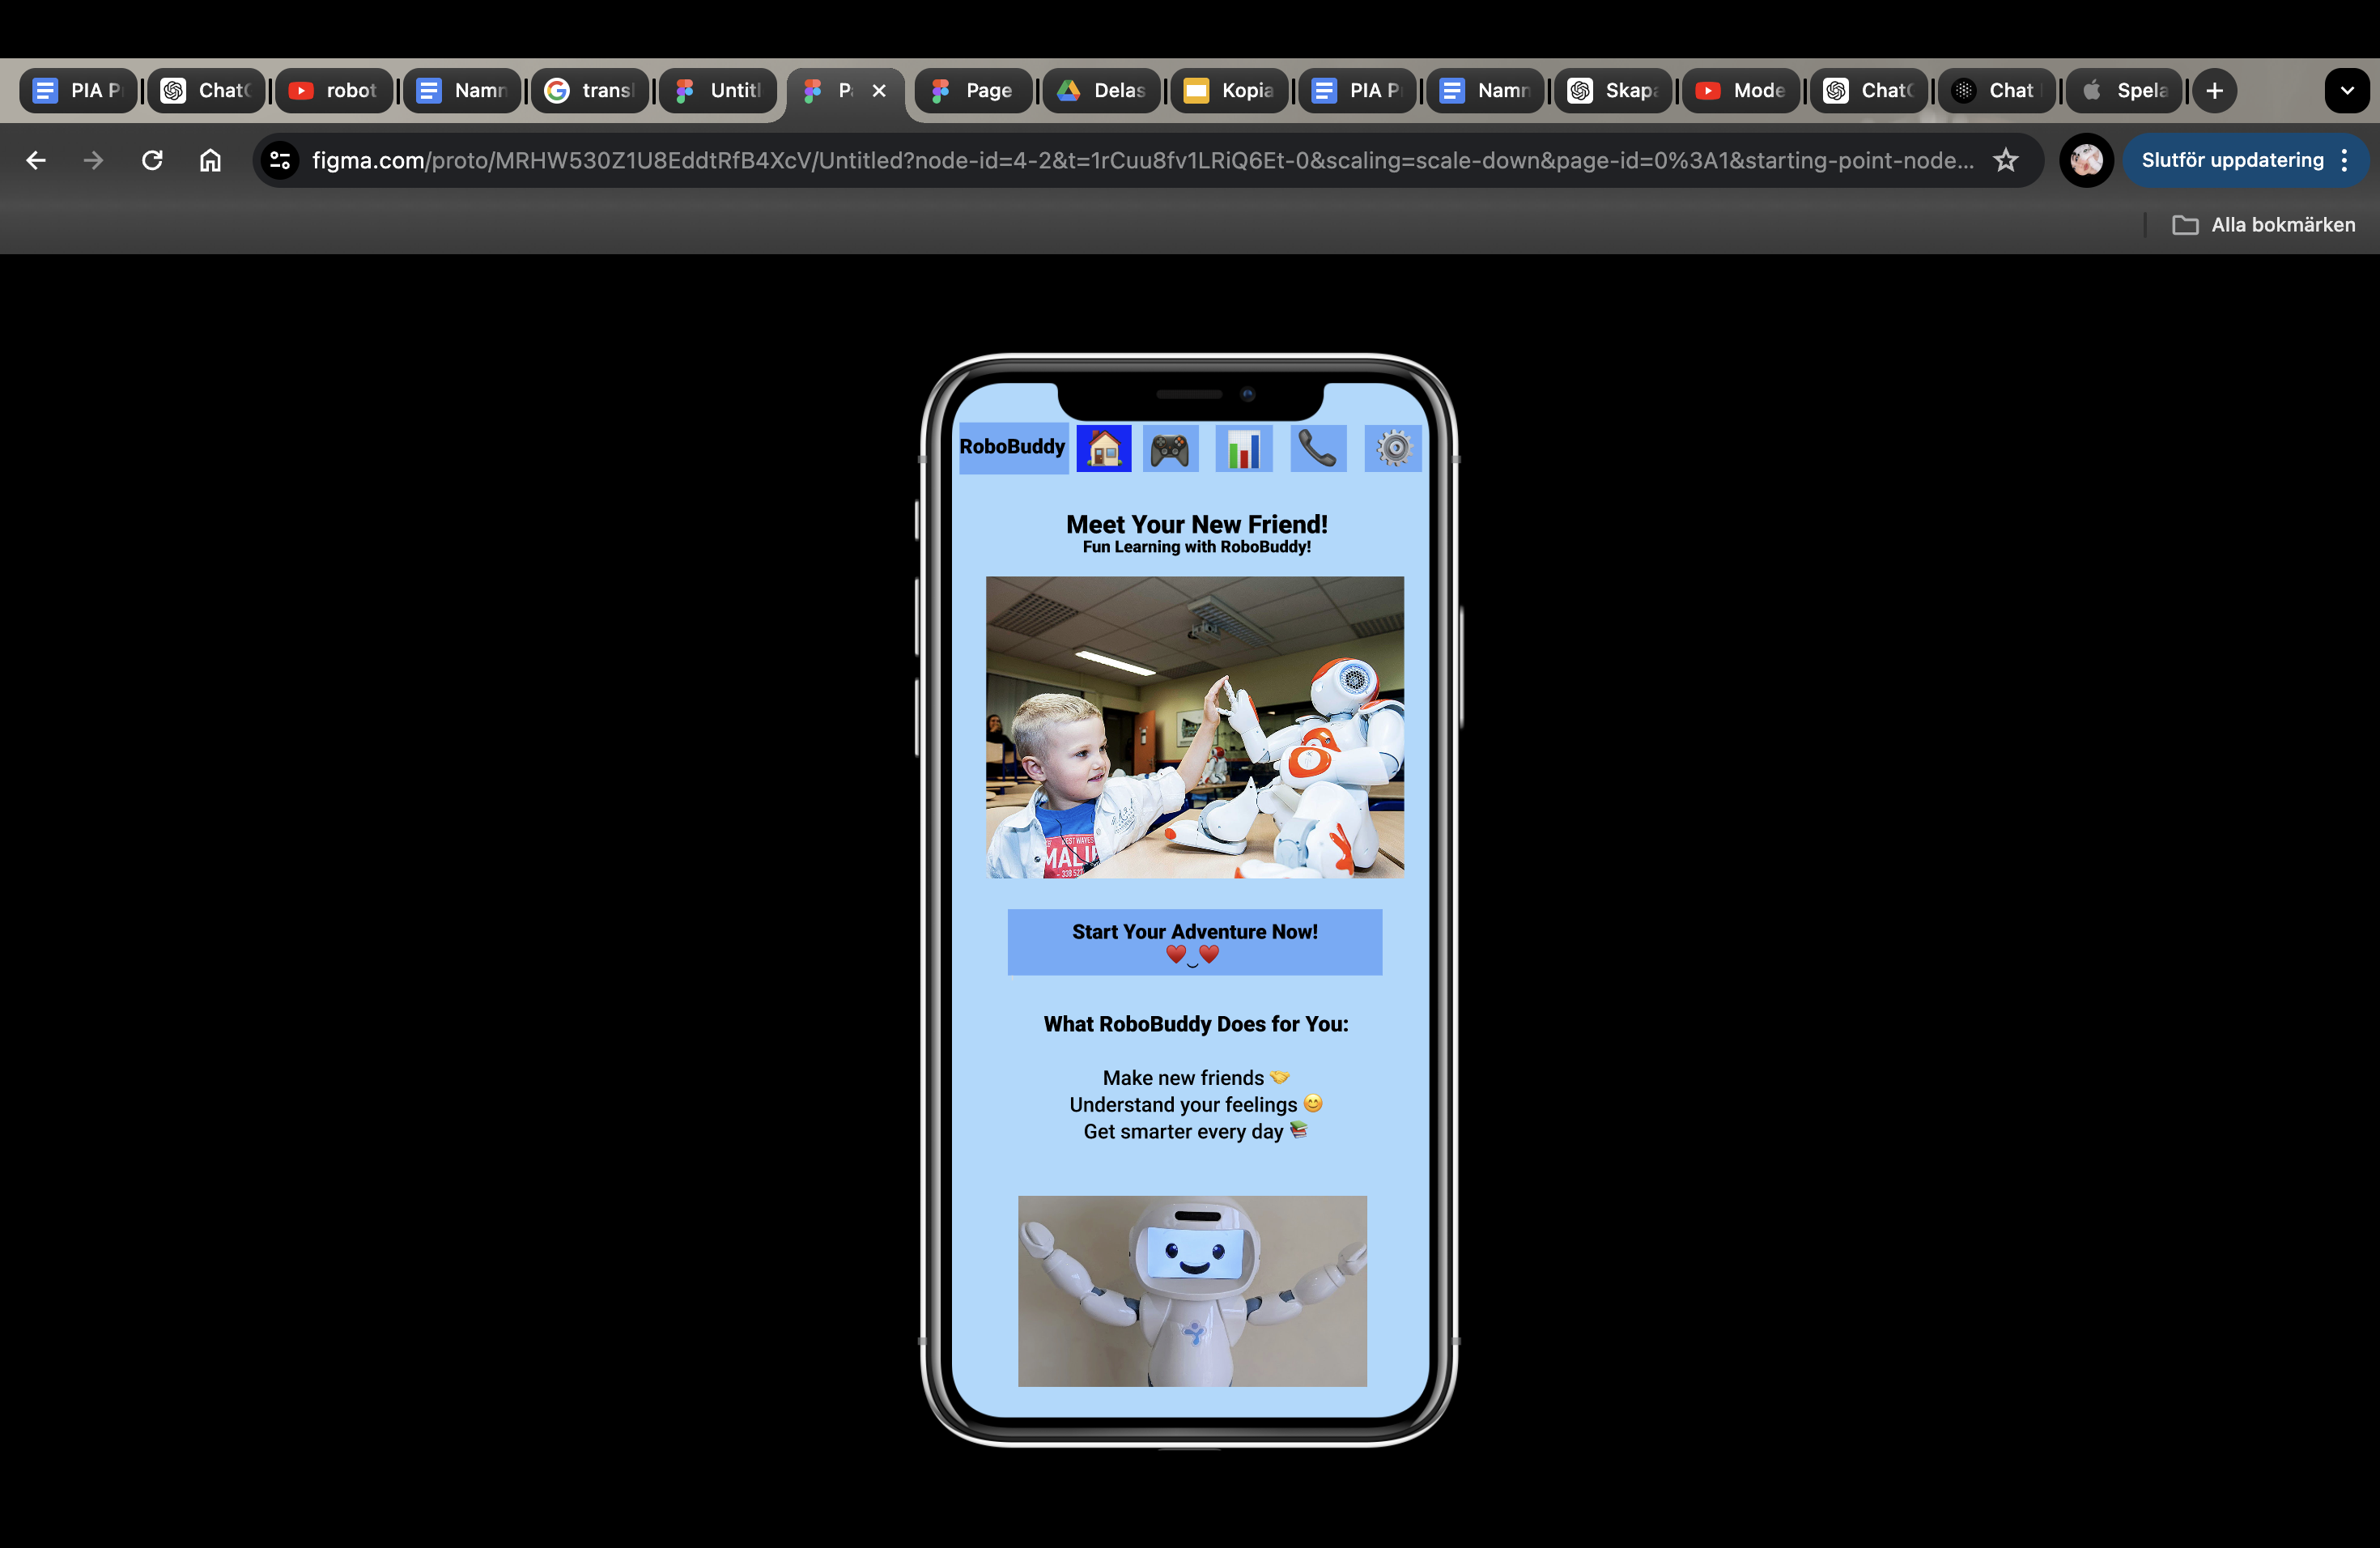 PIA P
Chat
robot
Namn
transl
Untitl
P
Page
Delas
Kopia
PIA P
Namn
Skapa
Mode
Chat
Chat
Spela
figma.com/proto/MRHW530Z1U8EddtRfB4XcV/Untitled?node-id=4-2&t=1rCuu8fv1LRiQ6Et-0&scaling=scale-down&page-id=0%3A1&starting-point-node...
Slutför uppdatering
Alla bokmärken
RoboBuddy
Meet Your New Friend!
Fun Learning with RoboBuddy!
MALI
Start Your Adventure Now!
♥️‿♥️
What RoboBuddy Does for You:
Make new friends 🤝
Understand your feelings 😊
Get smarter every day 📚